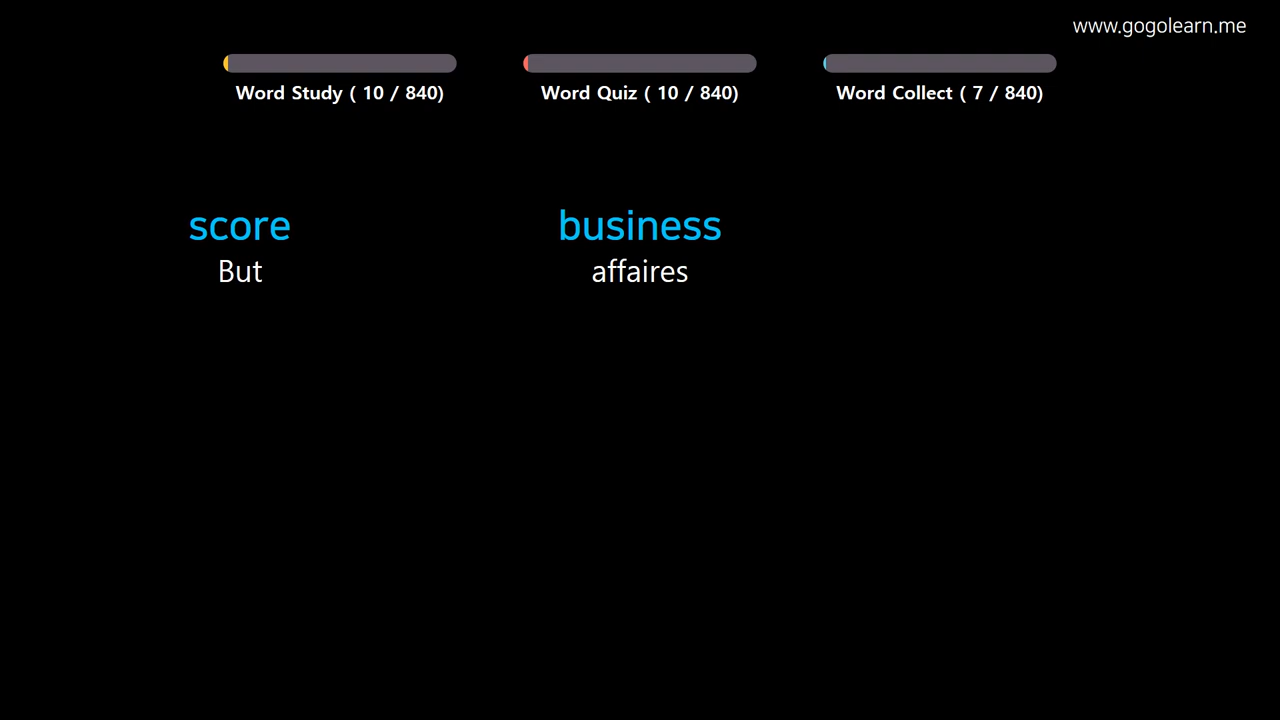 www.gogolearn.me
Word Study ( 10 / 840)
Word Quiz ( 10 / 840)
Word Collect ( 7 / 840)
score
But
business
affaires